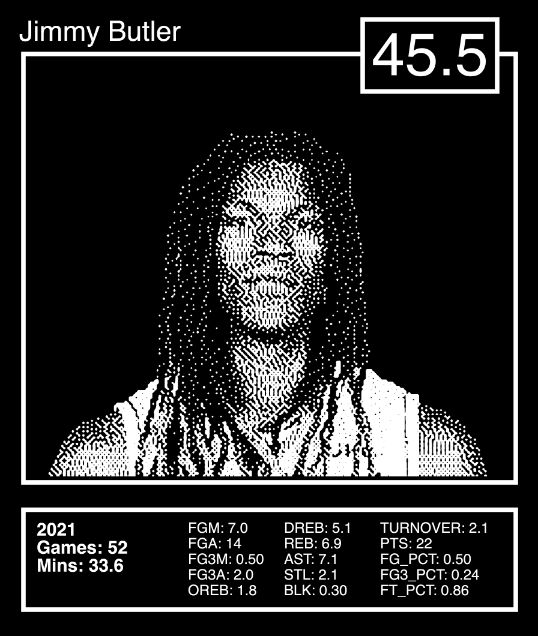 Jimmy Butler
45.5
2021
Games: 52
Mins: 33.6
FGM: 7.0
FGA: 14
FG3M: 0.50
FG3A: 2.0
OREB: 1.8
DREB: 5.1
REB: 6.9
AST: 7.1
STL: 2.1
BLK: 0.30
TURNOVER: 2.1
PTS: 22
FG_PCT: 0.50
FG3_PCT: 0.24
FT_PCT: 0.86